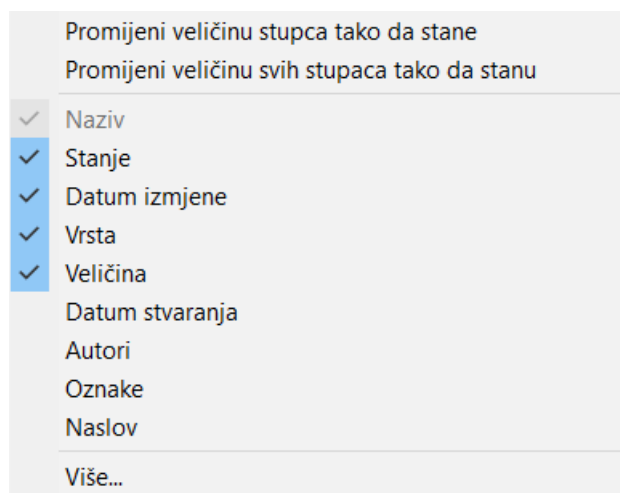 Promijeni veličinu stupca tako da stane
Promijeni veličinu svih stupaca tako da stanu
Naziv
Stanje
Datum izmjene
Vrsta
Veličina
Datum stvaranja
Autori
Oznake
Naslov
Više...